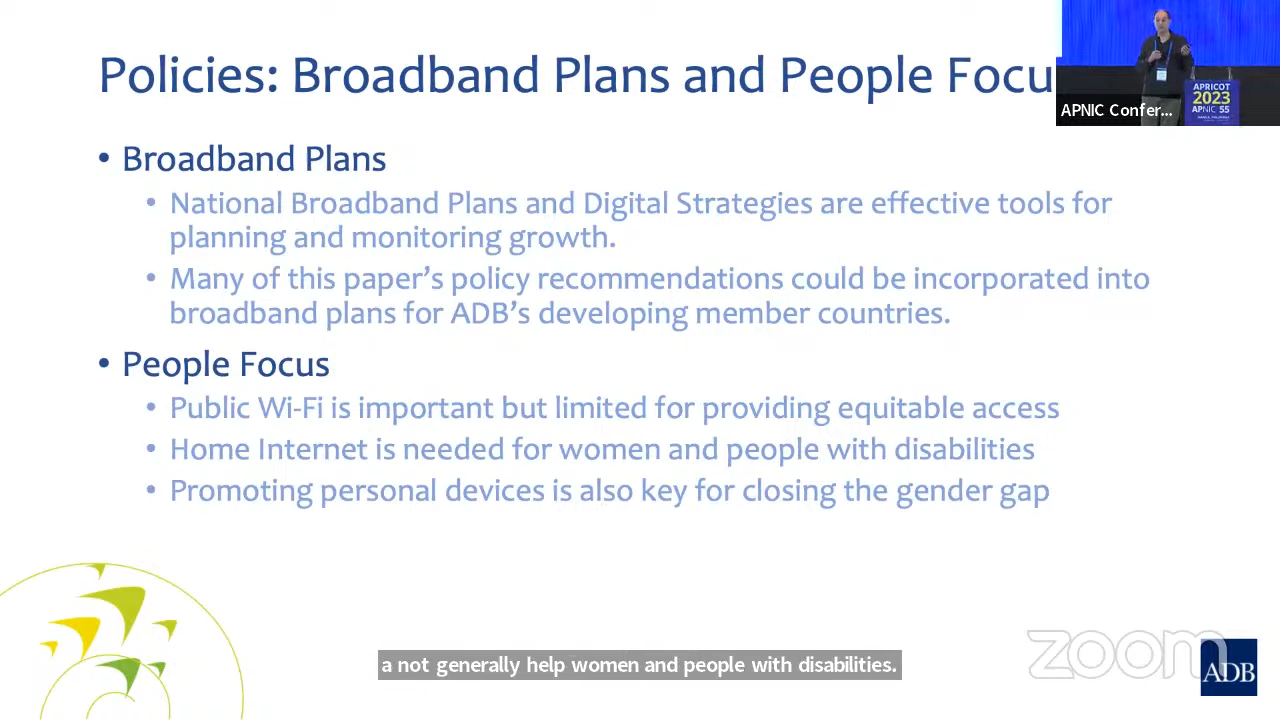 Policies: Broadband Plans and People Focu
APNIC Confer...
APRICOT
2023
APNIC 55
• Broadband Plans
• National Broadband Plans and Digital Strategies are effective tools for
planning and monitoring growth.
• Many of this paper's policy recommendations could be incorporated into
broadband plans for ADB's developing member countries.
• People Focus
• Public Wi-Fi is important but limited for providing equitable access
• Home Internet is needed for women and people with disabilities
• Promoting personal devices is also key for closing the gender gap
a not generally help women and people with disabilities.
zoom
ADB